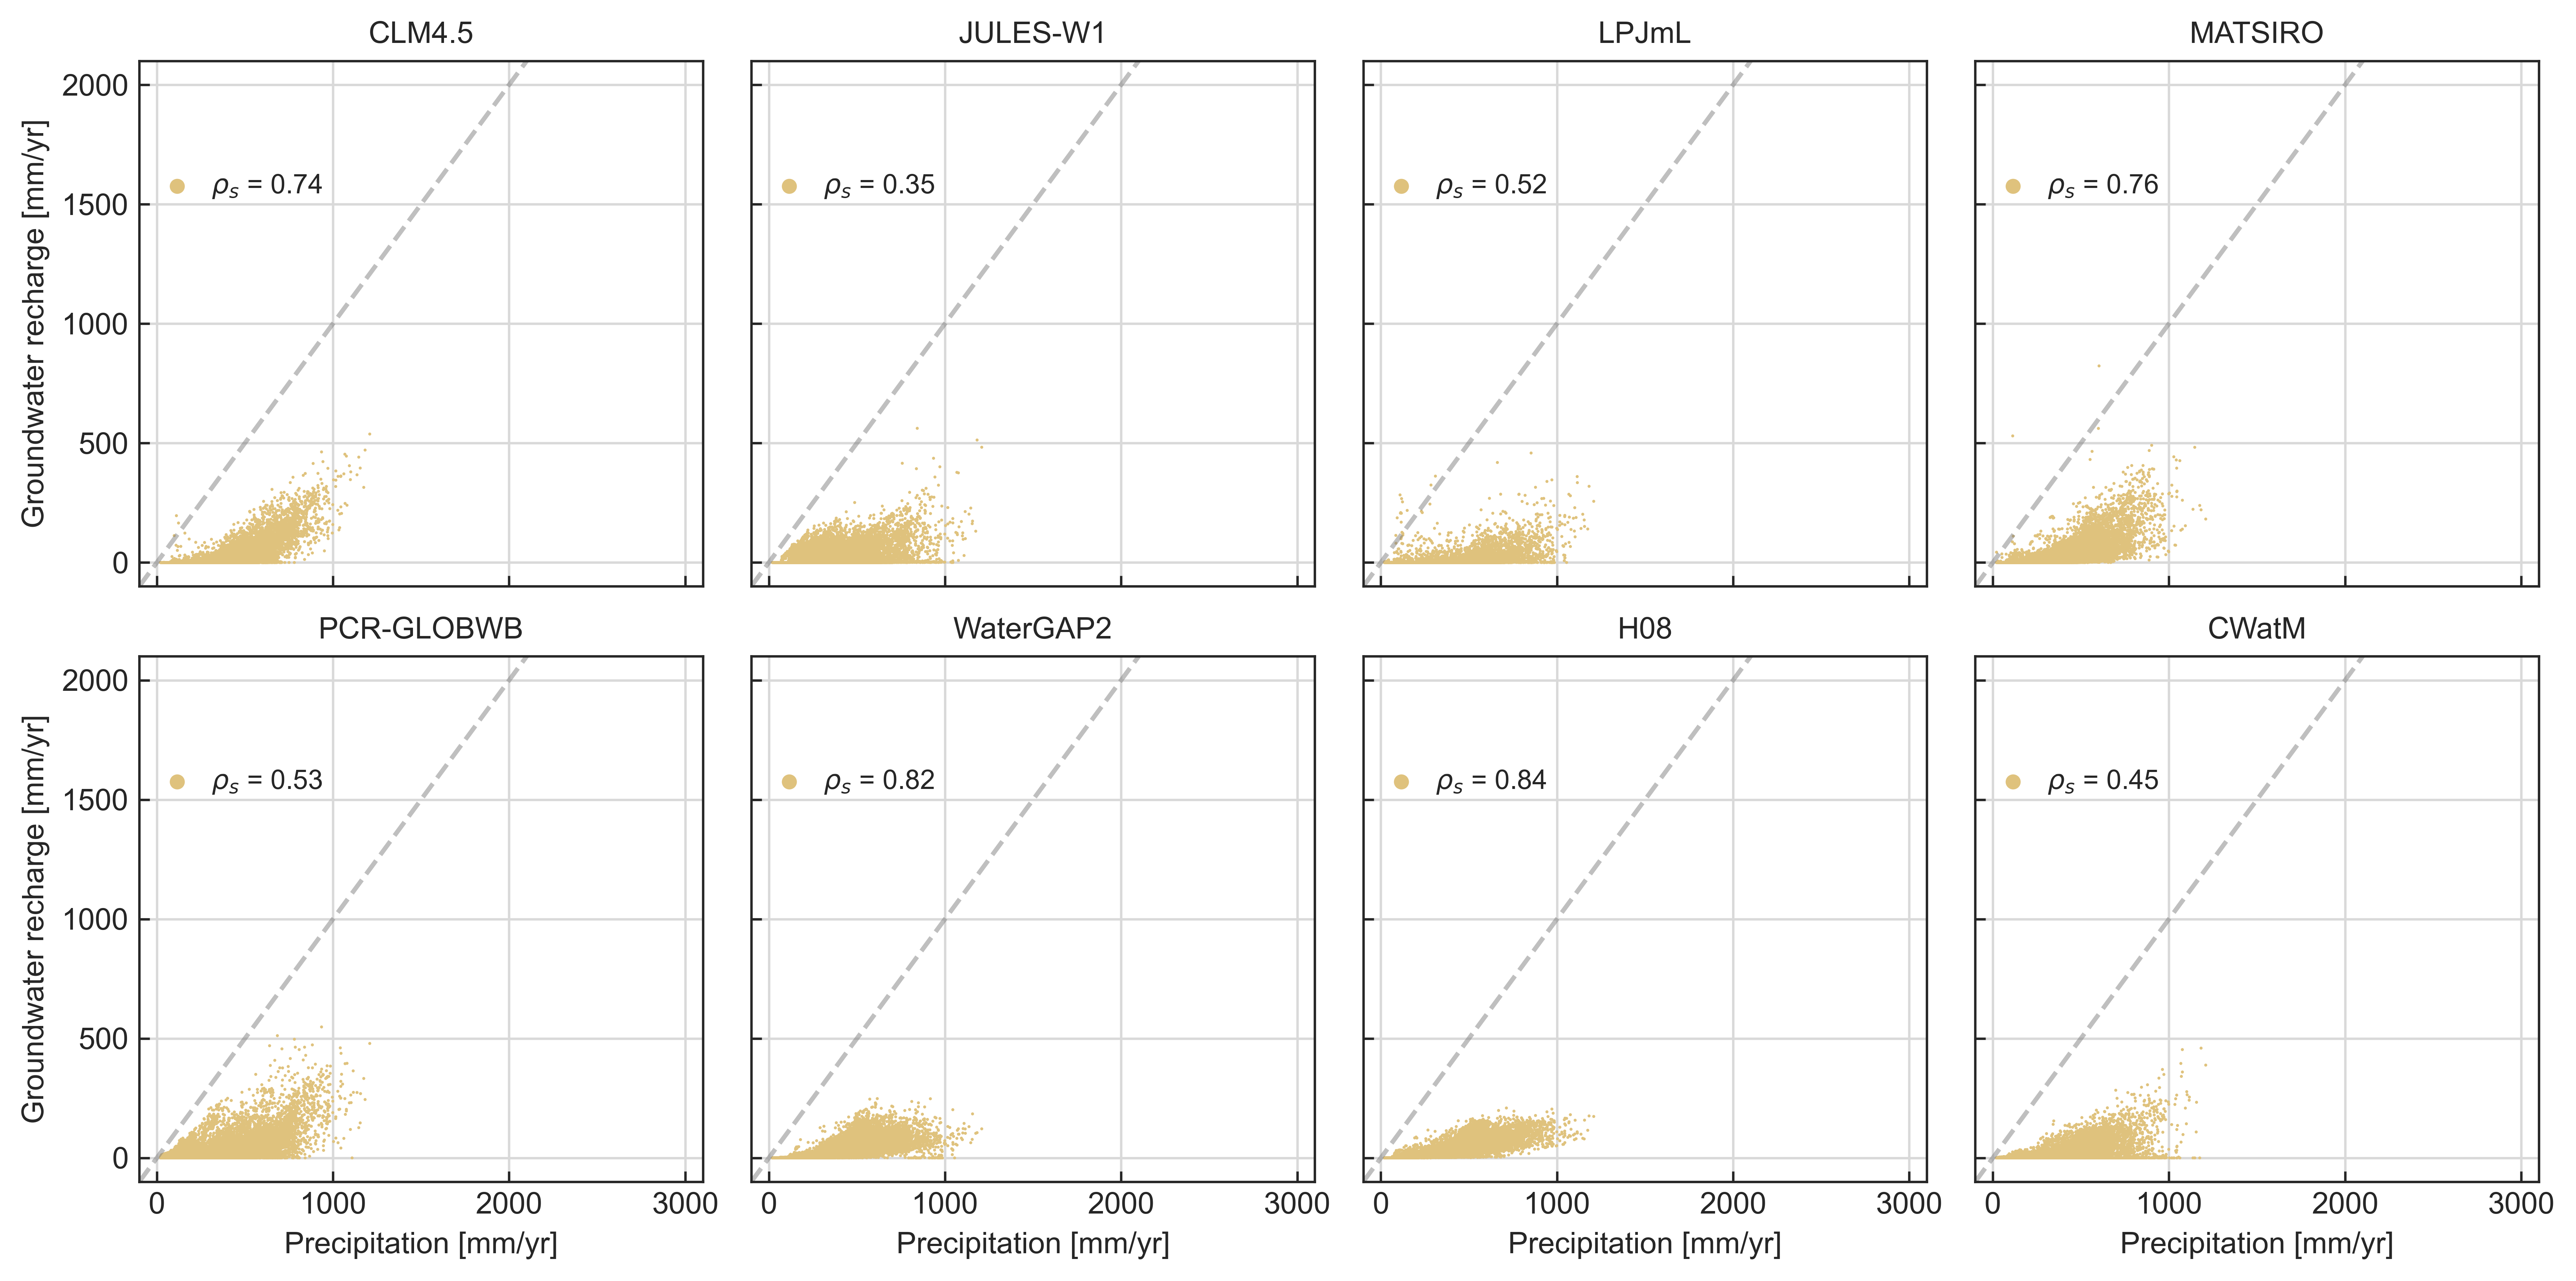 CLM4.5 JULES-W1 LPJmL MATSIRO
Groundwater recharge [mm/yr]
2000
1500
1000
500
0
ρs = 0.74 ρs = 0.35 ρs = 0.52 ρs = 0.76
PCR-GLOBWB WaterGAP2 H08 CWatM
Groundwater recharge [mm/yr]
2000
1500
1000
500
0
ρs = 0.53 ρs = 0.82 ρs = 0.84 ρs = 0.45
0 1000 2000 3000 0 1000 2000 3000 0 1000 2000 3000 0 1000 2000 3000
Precipitation [mm/yr] Precipitation [mm/yr] Precipitation [mm/yr] Precipitation [mm/yr]